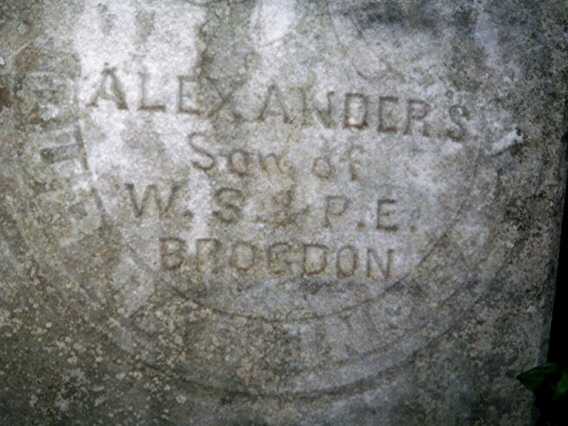 ALEXANDER S.
Son of
W. S. & P. E.
BROGDON